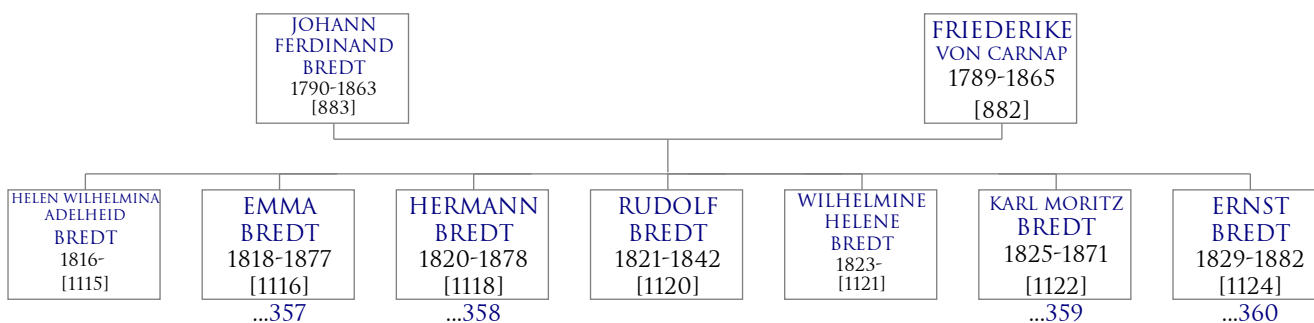 JOHANN
FERDINAND
BREDT
1790-1863
[883]
FRIEDERIKE
VON CARNAP
1789-1865
[882]
HELEN WILHELMINA
ADELHEID
BREDT
1816-
[1115]
EMMA
BREDT
1818-1877
[1116]
...357
HERMANN
BREDT
1820-1878
[1118]
...358
RUDOLF
BREDT
1821-1842
[1120]
WILHELMINE
HELENE
BREDT
1823-
[1121]
KARL MORITZ
BREDT
1825-1871
[1122]
...359
ERNST
BREDT
1829-1882
[1124]
...360